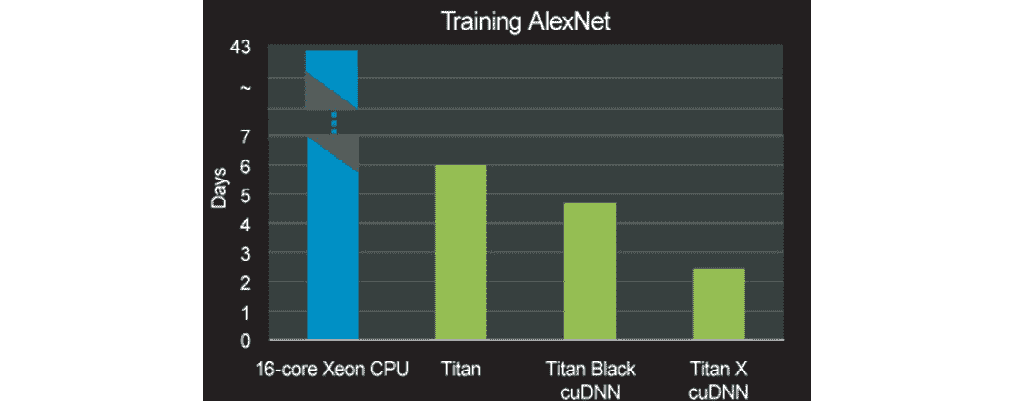 Training AlexNet
43
~
7
6
5
4
3
2
1
0
Days
16-core Xeon CPU
Titan
Titan Black
cuDNN
Titan X
cuDNN